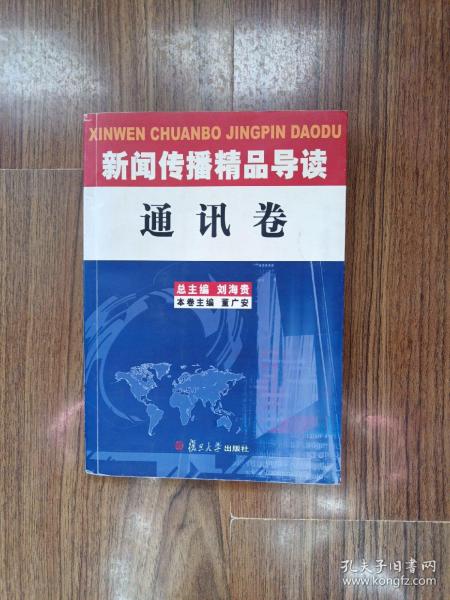 XINWEN CHUANBO JINGPIN DAODU
新闻传播精品导读
通讯卷
总主编 刘海贵
本卷主编 董广安
复旦大学出版社
孔夫子旧书网
www.kongfz.com